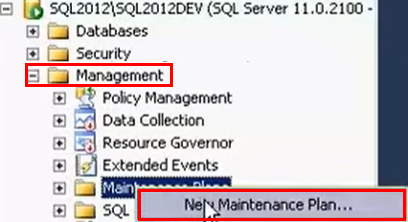 SQL2012\SQL2012DEV (SQL Server 11.0.2100 -
Databases
Security
Management
Policy Management
Data Collection
Resource Governor
Extended Events
Maintenance Plans
New Maintenance Plan...
SQL